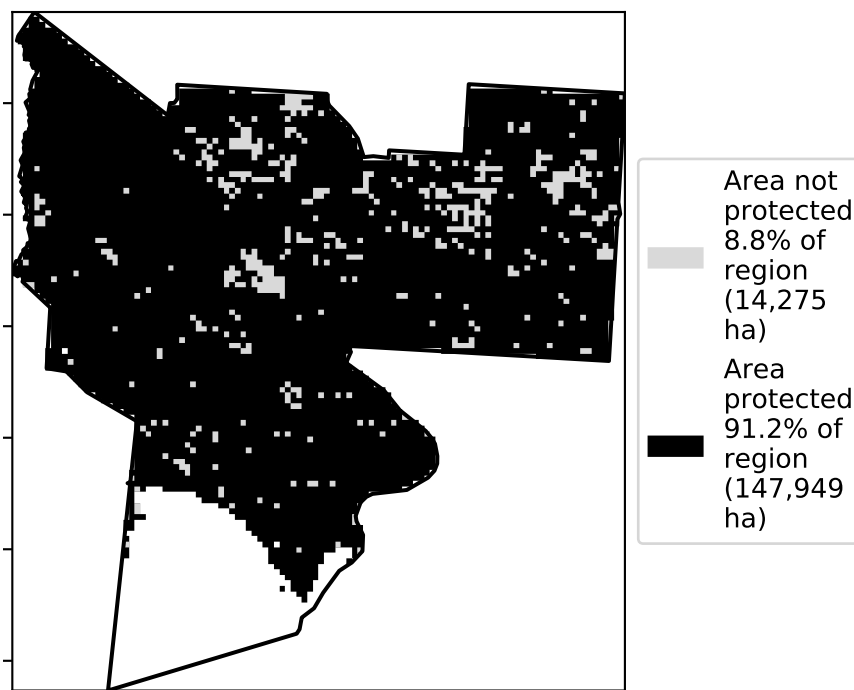 Area not
protected
8.8% of
region
(14,275
ha)
Area
protected
91.2% of
region
(147,949
ha)